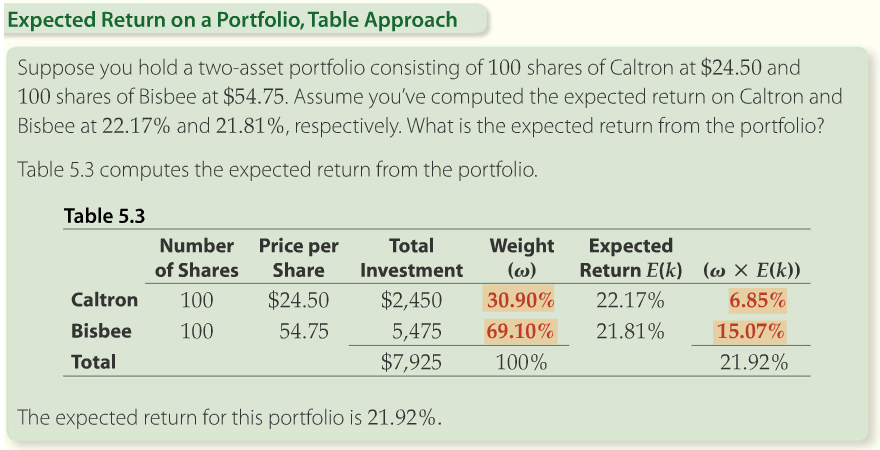 Expected Return on a Portfolio, Table Approach
Suppose you hold a two-asset portfolio consisting of 100 shares of Caltron at $24.50 and
100 shares of Bisbee at $54.75. Assume you've computed the expected return on Caltron and
Bisbee at 22.17% and 21.81%, respectively. What is the expected return from the portfolio?
Table 5.3 computes the expected return from the portfolio.
Table 5.3
Number Price per Total Weight Expected
of Shares Share Investment (ω) Return E(k) (ω × E(k))
Caltron 100 $24.50 $2,450 30.90% 22.17% 6.85%
Bisbee 100 54.75 5,475 69.10% 21.81% 15.07%
Total $7,925 100% 21.92%
The expected return for this portfolio is 21.92%.